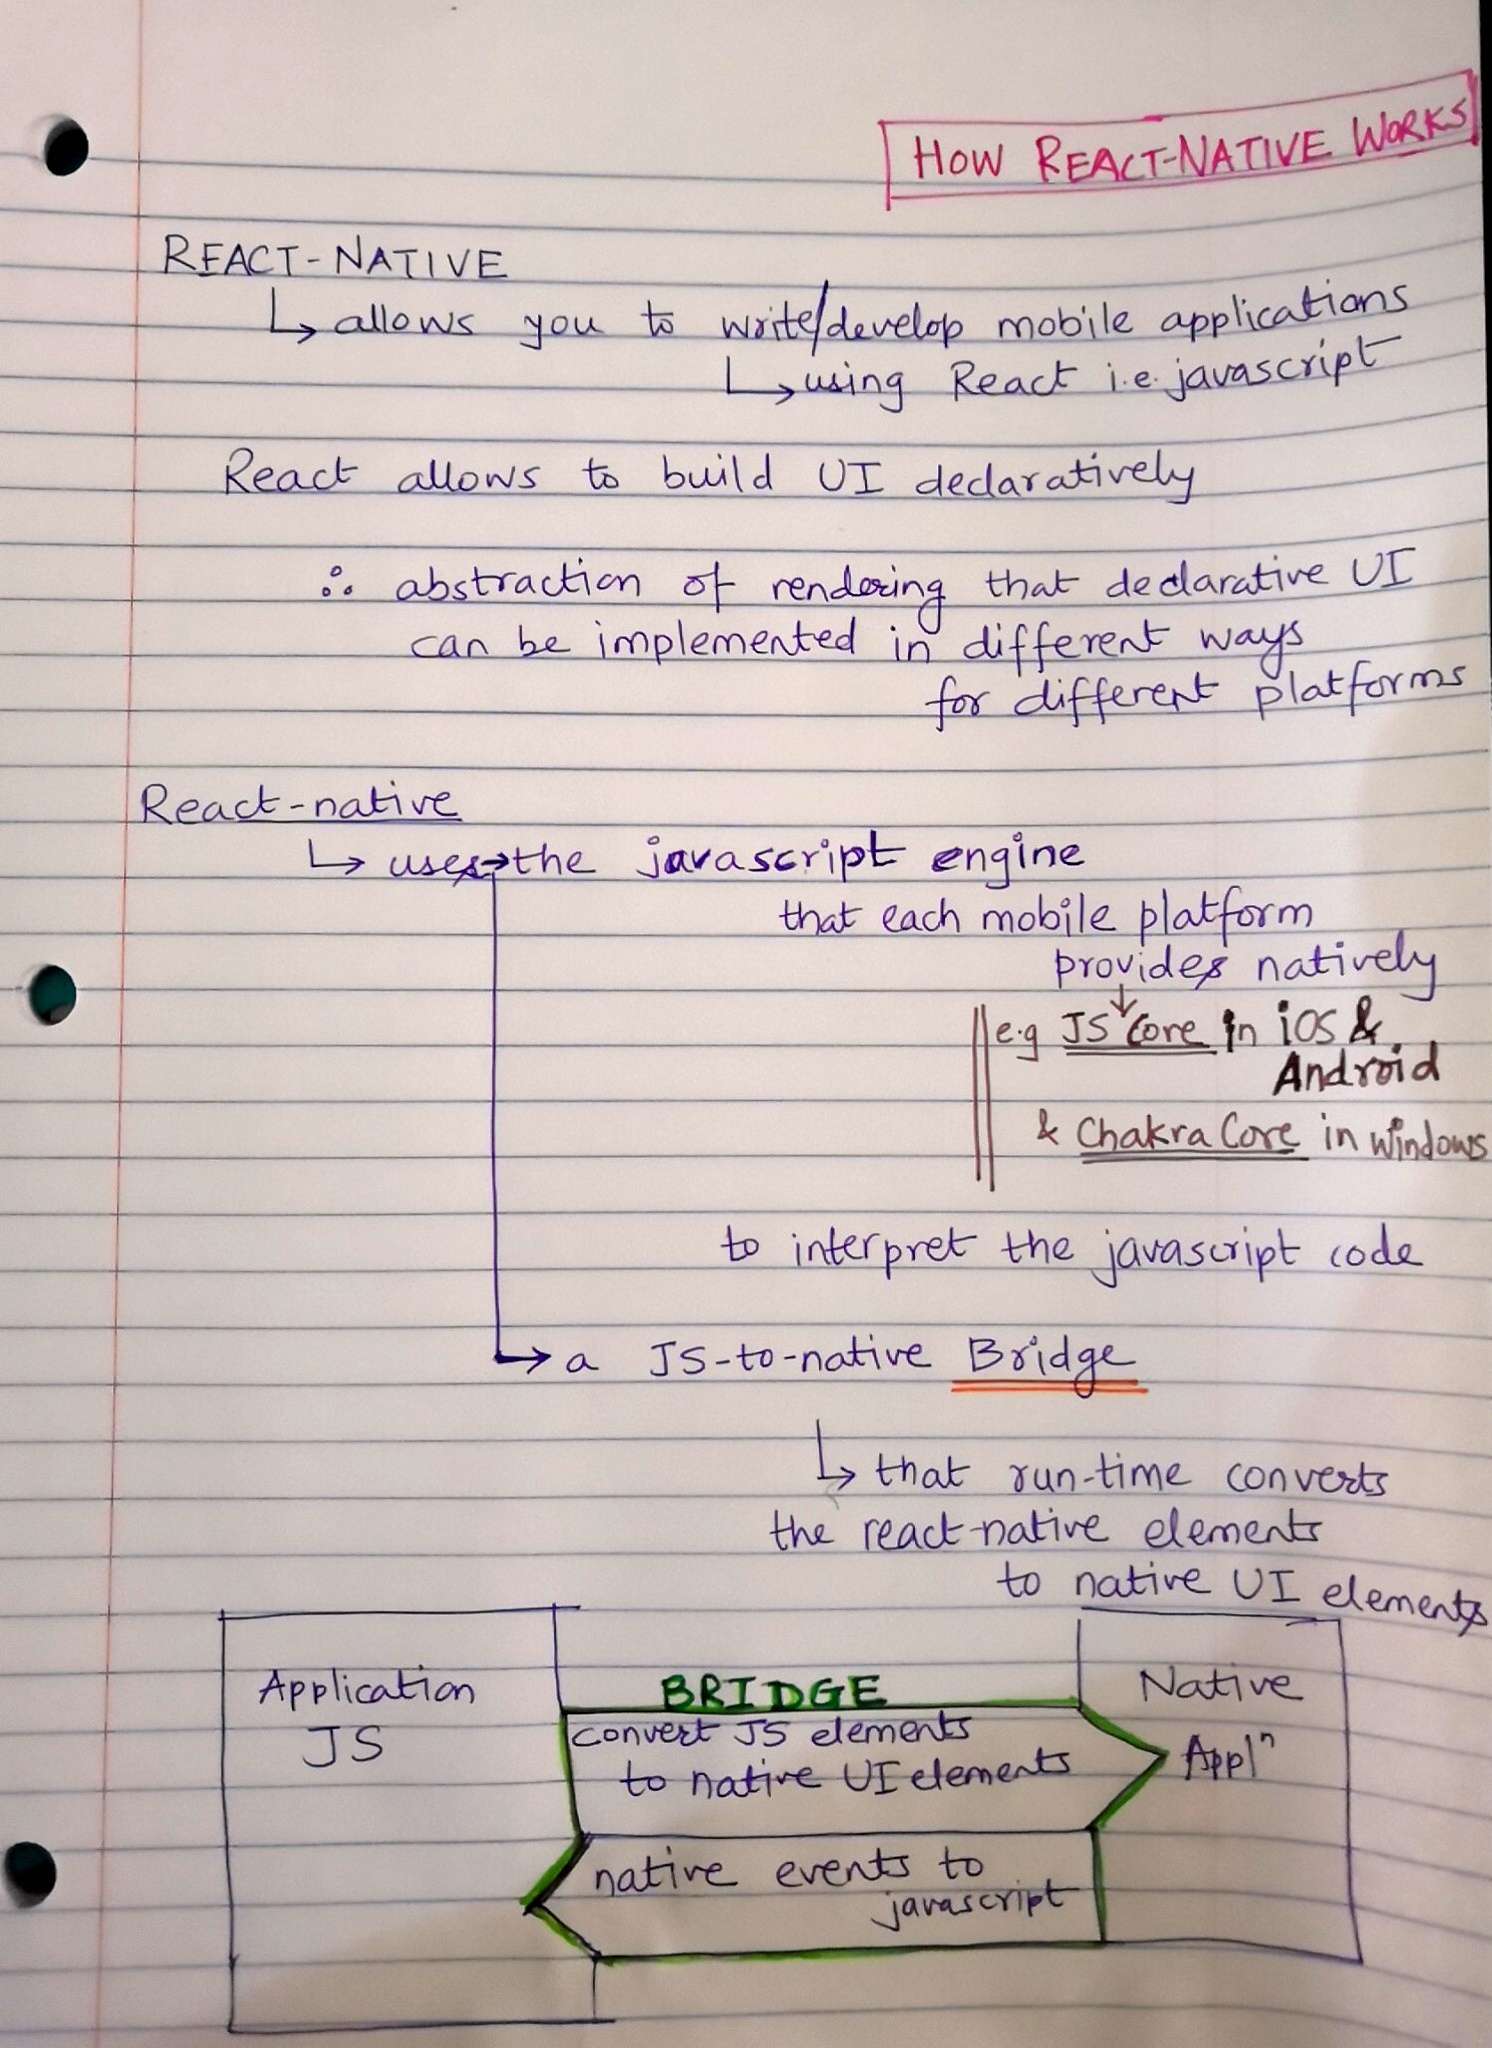 HOW REACT-NATIVE WORKS
REACT-NATIVE
↳ allows you to write/develop mobile applications
↳ using React i.e. javascript
React allows to build UI declaratively
∴ abstraction of rendering that declarative UI
can be implemented in different ways
for different platforms
React-native
↳ uses → the javascript engine
that each mobile platform
provides natively
e.g JS Core in iOS &
Android
& Chakra Core in windows
to interpret the javascript code
→ a JS-to-native Bridge
↳ that run-time converts
the react-native elements
to native UI elements
Application
JS
BRIDGE
convert JS elements
to native UI elements
native events to
javascript
Native
Applⁿ